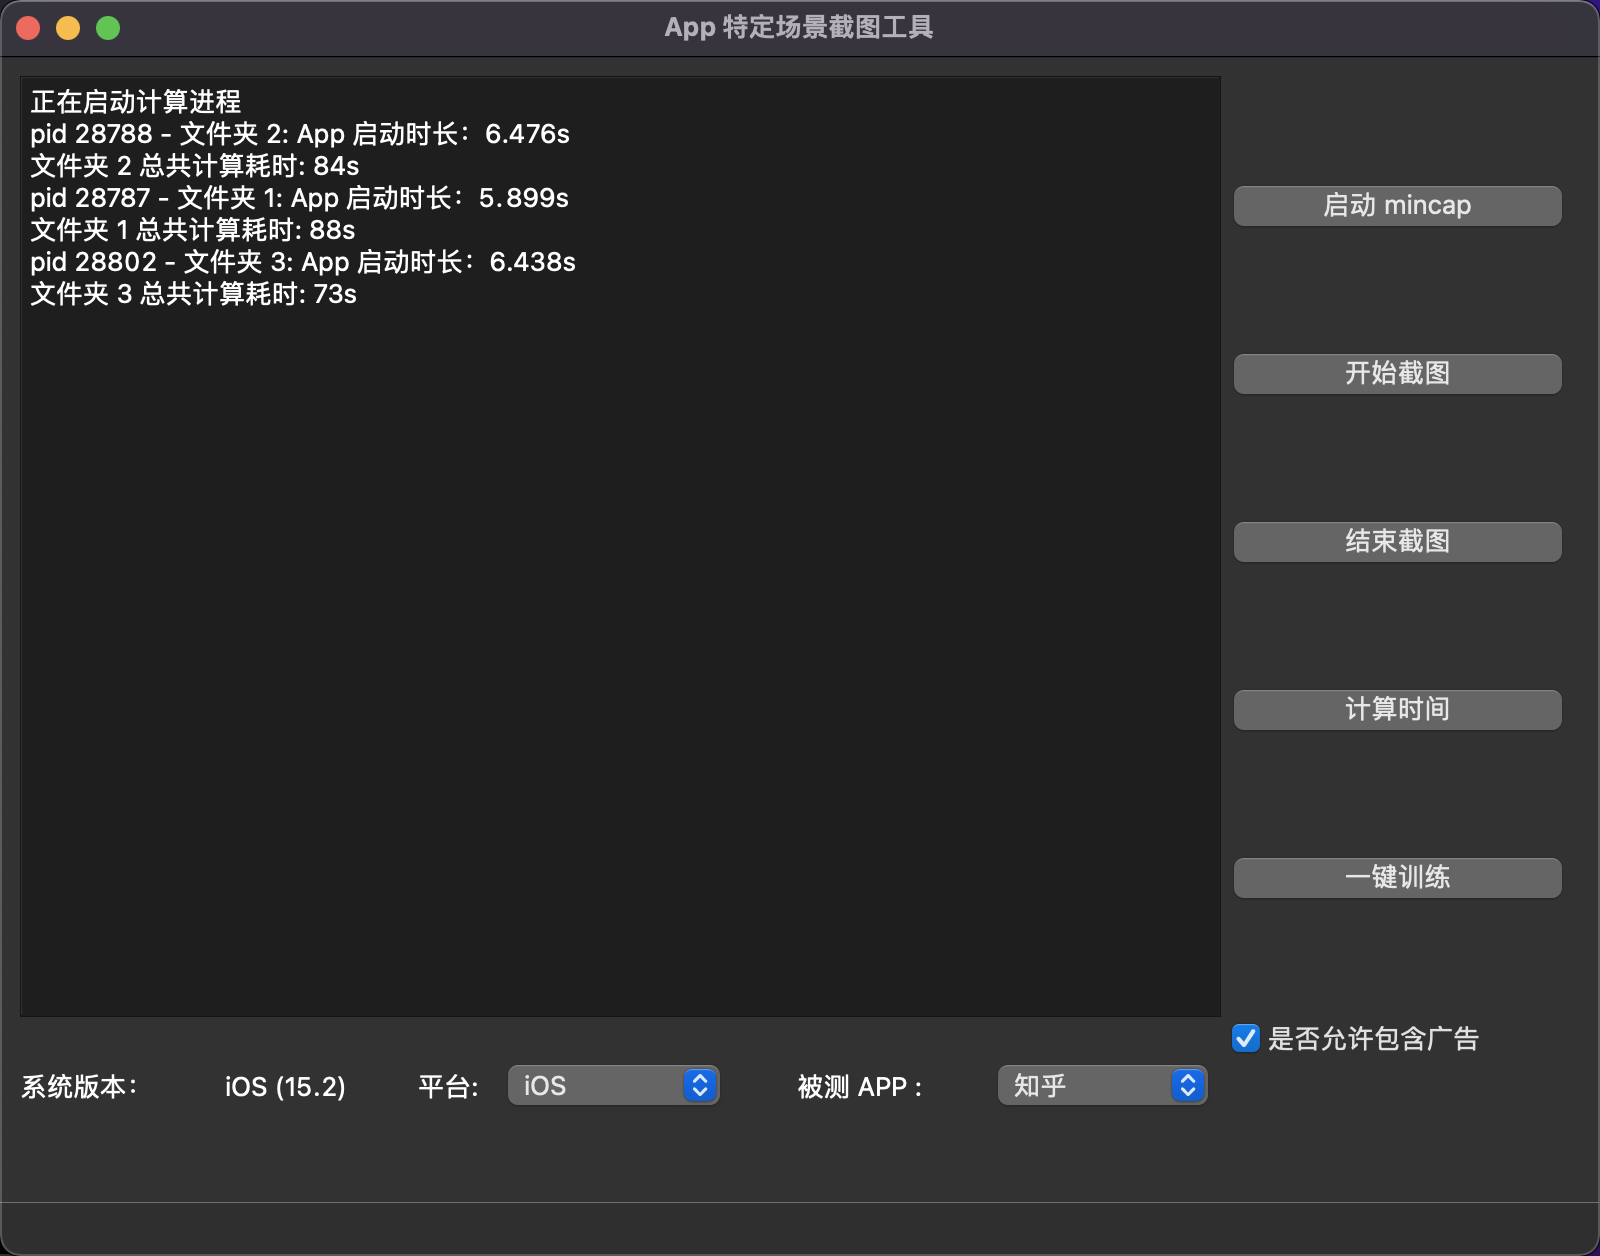 App 特定场景截图工具
正在启动计算进程
pid 28788 - 文件夹 2: App 启动时长：6.476s
文件夹 2 总共计算耗时: 84s
pid 28787 - 文件夹 1: App 启动时长：5.899s
文件夹 1 总共计算耗时: 88s
pid 28802 - 文件夹 3: App 启动时长：6.438s
文件夹 3 总共计算耗时: 73s
启动 mincap
开始截图
结束截图
计算时间
一键训练
是否允许包含广告
系统版本： iOS (15.2) 平台: iOS 被测 APP : 知乎